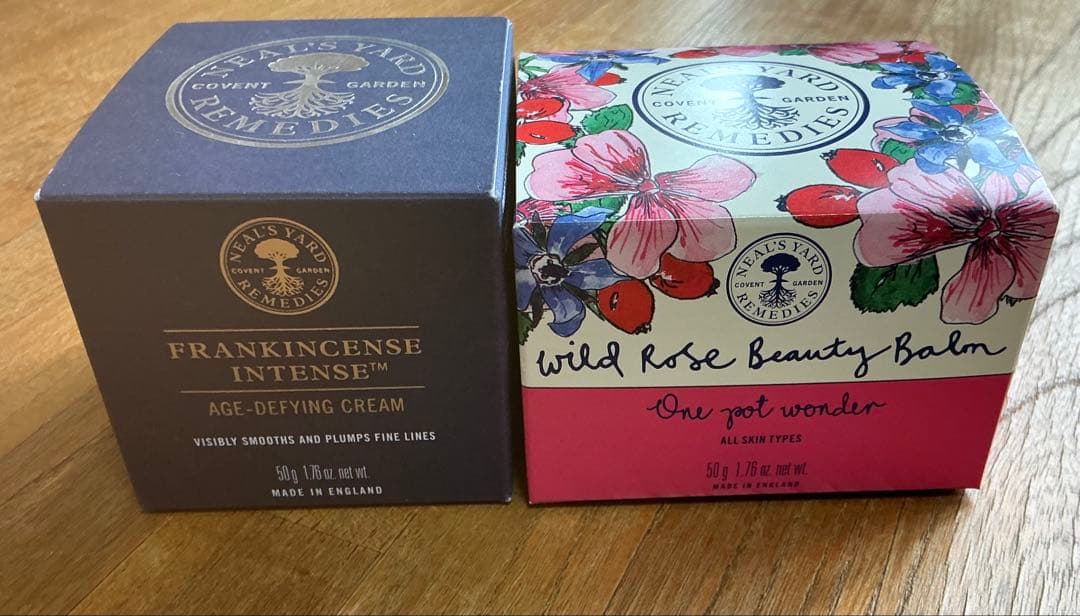 NEAL'S YARD
COVENT GARDEN
REMEDIES
NEAL'S YARD
COVENT GARDEN
REMEDIES
FRANKINCENSE
INTENSE™
AGE-DEFYING CREAM
VISIBLY SMOOTHS AND PLUMPS FINE LINES
50 g 1.76 oz. net wt.
MADE IN ENGLAND
NEAL'S YARD
COVENT GARDEN
REMEDIES
NEAL'S YARD
COVENT GARDEN
REMEDIES
Wild Rose Beauty Balm
One pot wonder
ALL SKIN TYPES
50 g 1.76 oz. net wt.
MADE IN ENGLAND